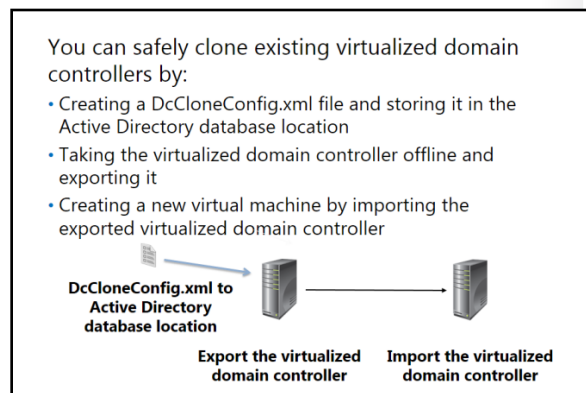 You can safely clone existing virtualized domain
controllers by:
• Creating a DcCloneConfig.xml file and storing it in the
Active Directory database location
• Taking the virtualized domain controller offline and
exporting it
• Creating a new virtual machine by importing the
exported virtualized domain controller
DcCloneConfig.xml to
Active Directory
database location
Export the virtualized
domain controller
Import the virtualized
domain controller